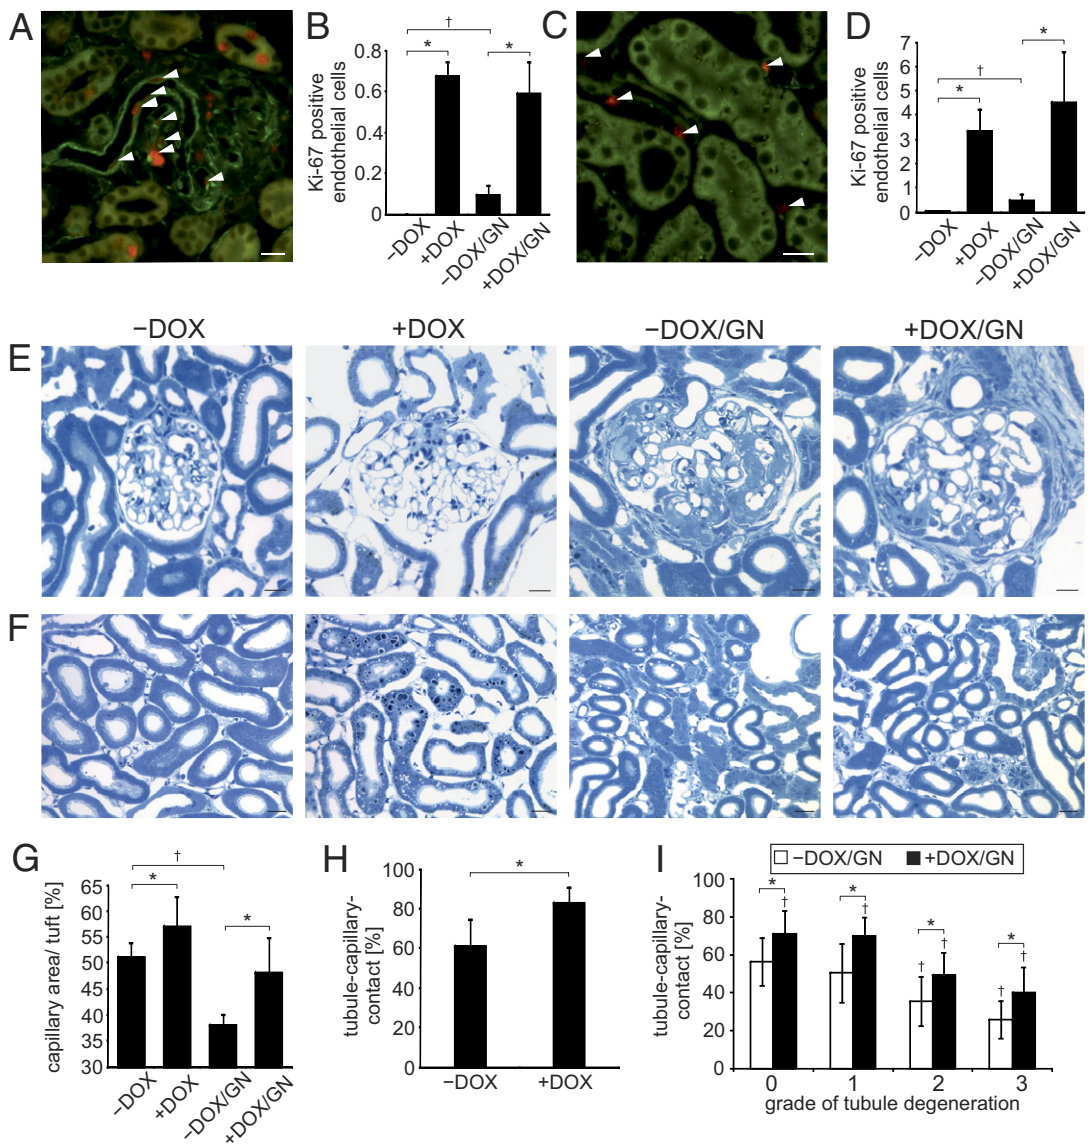 A
B
Ki-67 positive
endothelial cells
0.8
0.6
0.4
0.2
0
†
*
*
−DOX
+DOX
−DOX/GN
+DOX/GN
C
D
Ki-67 positive
endothelial cells
7
6
5
4
3
2
1
0
*
†
*
−DOX
+DOX
−DOX/GN
+DOX/GN
−DOX
+DOX
−DOX/GN
+DOX/GN
E
F
G
capillary area/ tuft [%]
65
60
55
50
45
40
35
30
†
*
*
−DOX
+DOX
−DOX/GN
+DOX/GN
H
tubule-capillary-
contact [%]
100
80
60
40
20
0
*
−DOX
+DOX
I
−DOX/GN
+DOX/GN
tubule-capillary-
contact [%]
100
80
60
40
20
0
*
†
*
†
*
†
†
*
†
†
0
1
2
3
grade of tubule degeneration